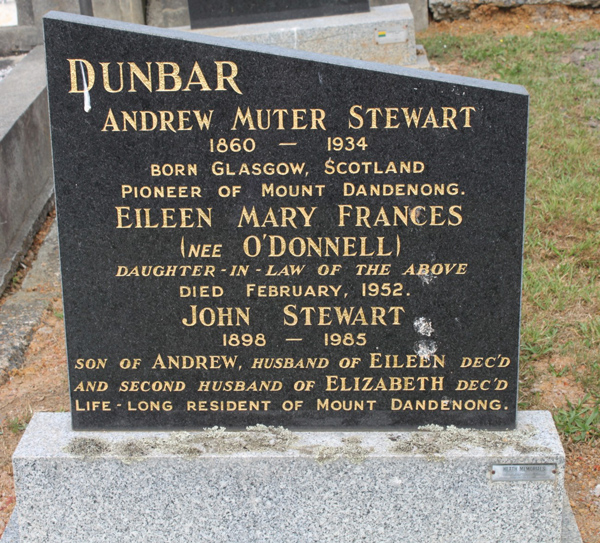 DUNBAR
ANDREW MUTER STEWART
1860 — 1934
BORN GLASGOW, SCOTLAND
PIONEER OF MOUNT DANDENONG.
EILEEN MARY FRANCES
(NEE O'DONNELL)
DAUGHTER-IN-LAW OF THE ABOVE
DIED FEBRUARY, 1952.
JOHN STEWART
1898 — 1985
SON OF ANDREW, HUSBAND OF EILEEN DEC'D
AND SECOND HUSBAND OF ELIZABETH DEC'D
LIFE-LONG RESIDENT OF MOUNT DANDENONG.